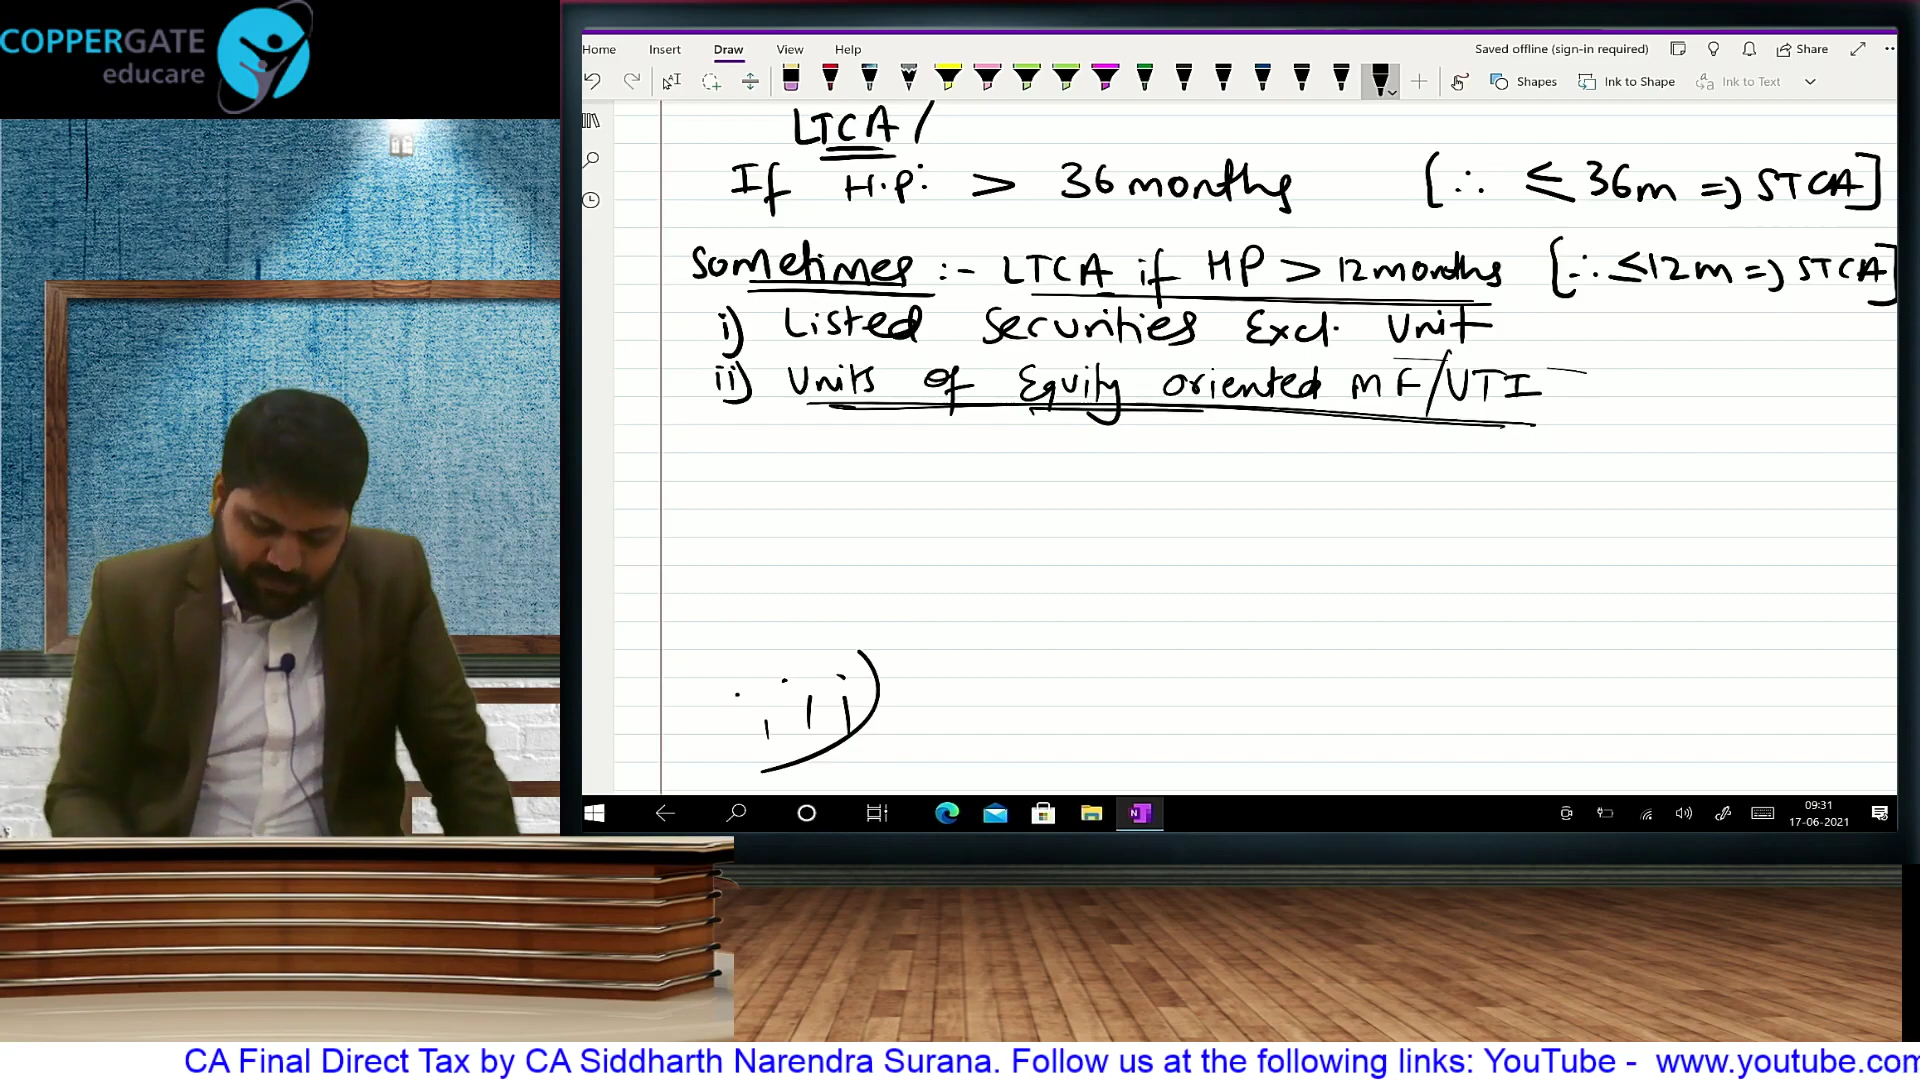 COPPERGATE
educare
Home Insert Draw View Help
Saved offline (sign-in required) Share
Shapes Ink to Shape Ink to Text
LTCA /
If H.P. > 36 months [∴ ≤ 36m => STCA]
Sometimes :- LTCA if HP > 12 months [∴ ≤ 12m => STCA]
i) Listed Securities Excl. Unit
ii) Units of Equity oriented MF/UTI
iii)
09:31
17-06-2021
CA Final Direct Tax by CA Siddharth Narendra Surana. Follow us at the following links: YouTube - www.youtube.com